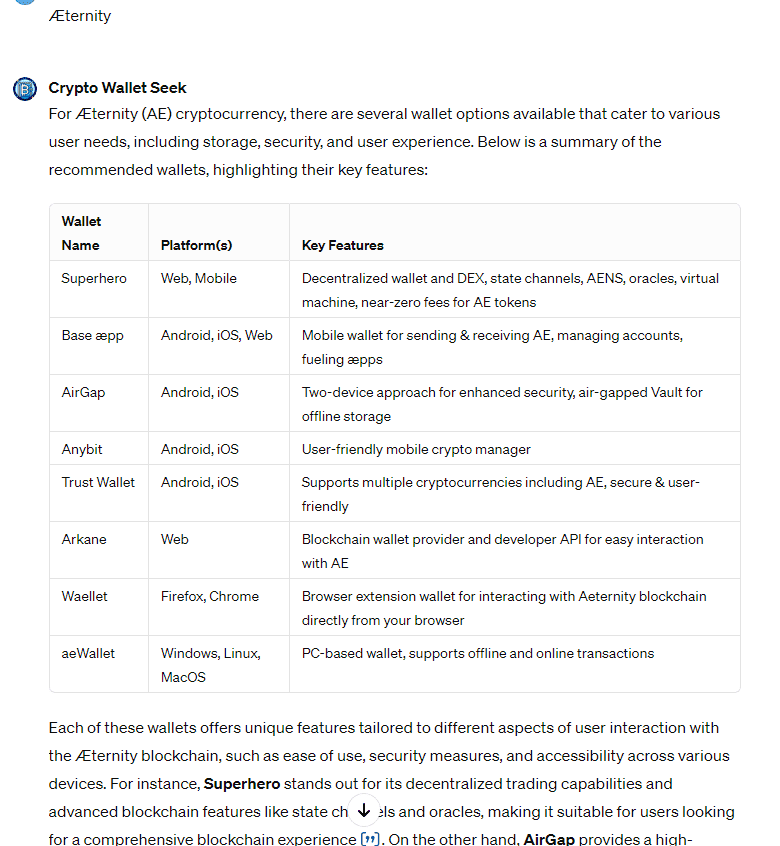 Æternity
Crypto Wallet Seek
For Æternity (AE) cryptocurrency, there are several wallet options available that cater to various
user needs, including storage, security, and user experience. Below is a summary of the
recommended wallets, highlighting their key features:
Wallet
Name
Platform(s)
Key Features
Superhero
Web, Mobile
Decentralized wallet and DEX, state channels, AENS, oracles, virtual
machine, near-zero fees for AE tokens
Base æpp
Android, iOS, Web
Mobile wallet for sending & receiving AE, managing accounts,
fueling æpps
AirGap
Android, iOS
Two-device approach for enhanced security, air-gapped Vault for
offline storage
Anybit
Android, iOS
User-friendly mobile crypto manager
Trust Wallet
Android, iOS
Supports multiple cryptocurrencies including AE, secure & user-
friendly
Arkane
Web
Blockchain wallet provider and developer API for easy interaction
with AE
Waellet
Firefox, Chrome
Browser extension wallet for interacting with Aeternity blockchain
directly from your browser
aeWallet
Windows, Linux,
MacOS
PC-based wallet, supports offline and online transactions
Each of these wallets offers unique features tailored to different aspects of user interaction with
the Æternity blockchain, such as ease of use, security measures, and accessibility across various
devices. For instance, Superhero stands out for its decentralized trading capabilities and
advanced blockchain features like state ch els and oracles, making it suitable for users looking
for a comprehensive blockchain experience ["]. On the other hand, AirGap provides a high-